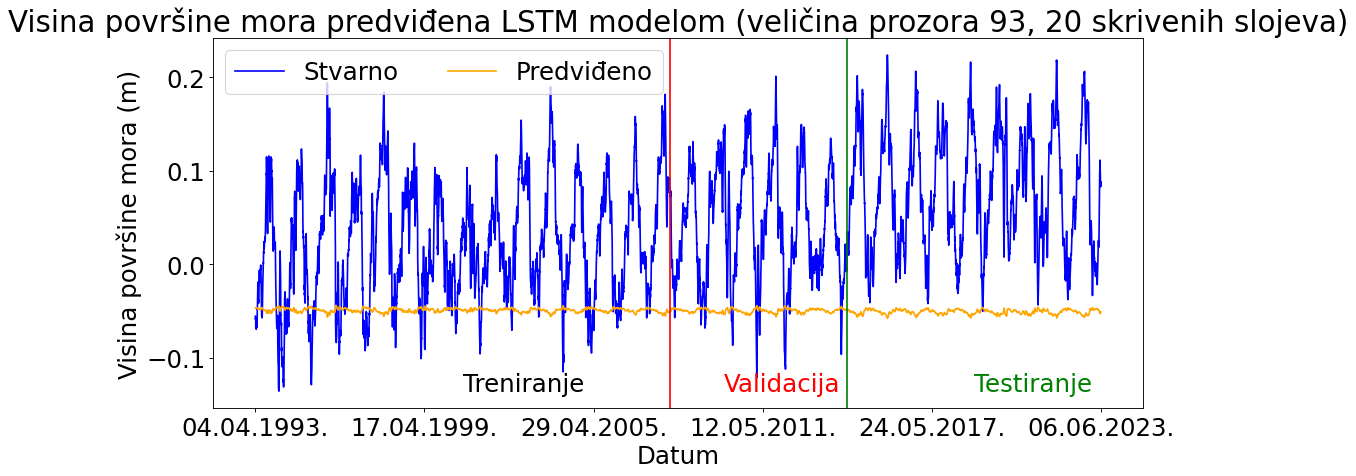 Visina površine mora predviđena LSTM modelom (veličina prozora 93, 20 skrivenih slojeva)
Stvarno
Predviđeno
Visina površine mora (m)
0.2
0.1
0.0
−0.1
Treniranje
Validacija
Testiranje
04.04.1993.
17.04.1999.
29.04.2005.
12.05.2011.
24.05.2017.
06.06.2023.
Datum